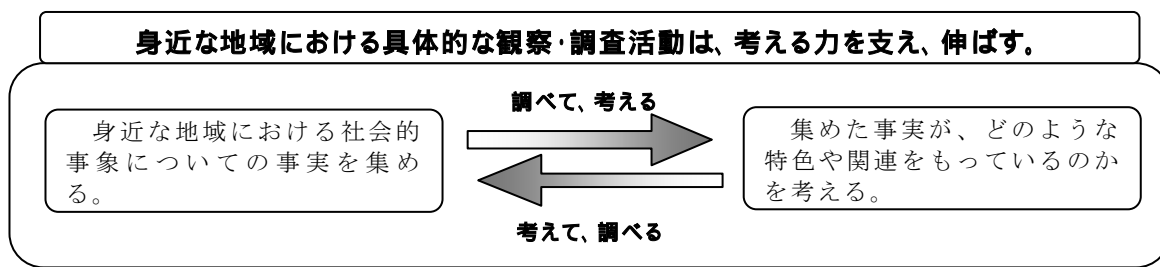 身近な地域における具体的な観察・調査活動は、考える力を支え、伸ばす。
調べて、考える
身近な地域における社会的
事象についての事実を集め
る。
集めた事実が、どのような
特色や関連をもっているのか
を考える。
考えて、調べる